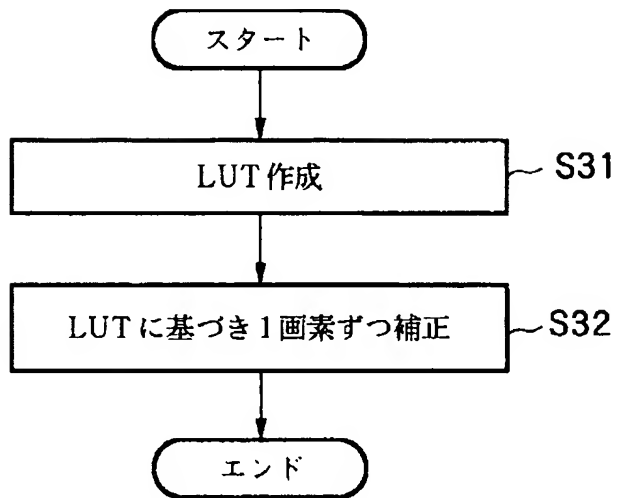 スタート
LUT作成
S31
LUTに基づき1画素ずつ補正
S32
エンド